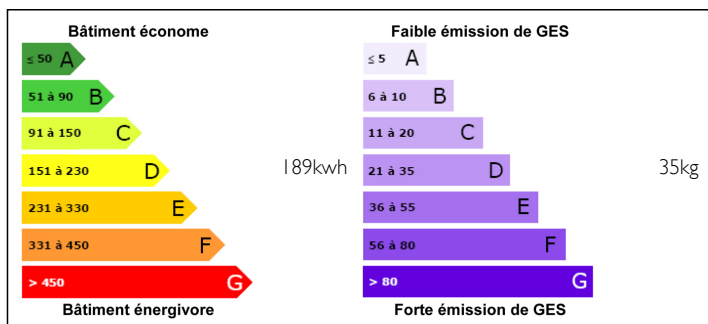 Bâtiment économe
≤ 50 A
51 à 90 B
91 à 150 C
151 à 230 D
231 à 330 E
331 à 450 F
> 450 G
Bâtiment énergivore
189kwh
Faible émission de GES
≤ 5 A
6 à 10 B
11 à 20 C
21 à 35 D
36 à 55 E
56 à 80 F
> 80 G
Forte émission de GES
35kg